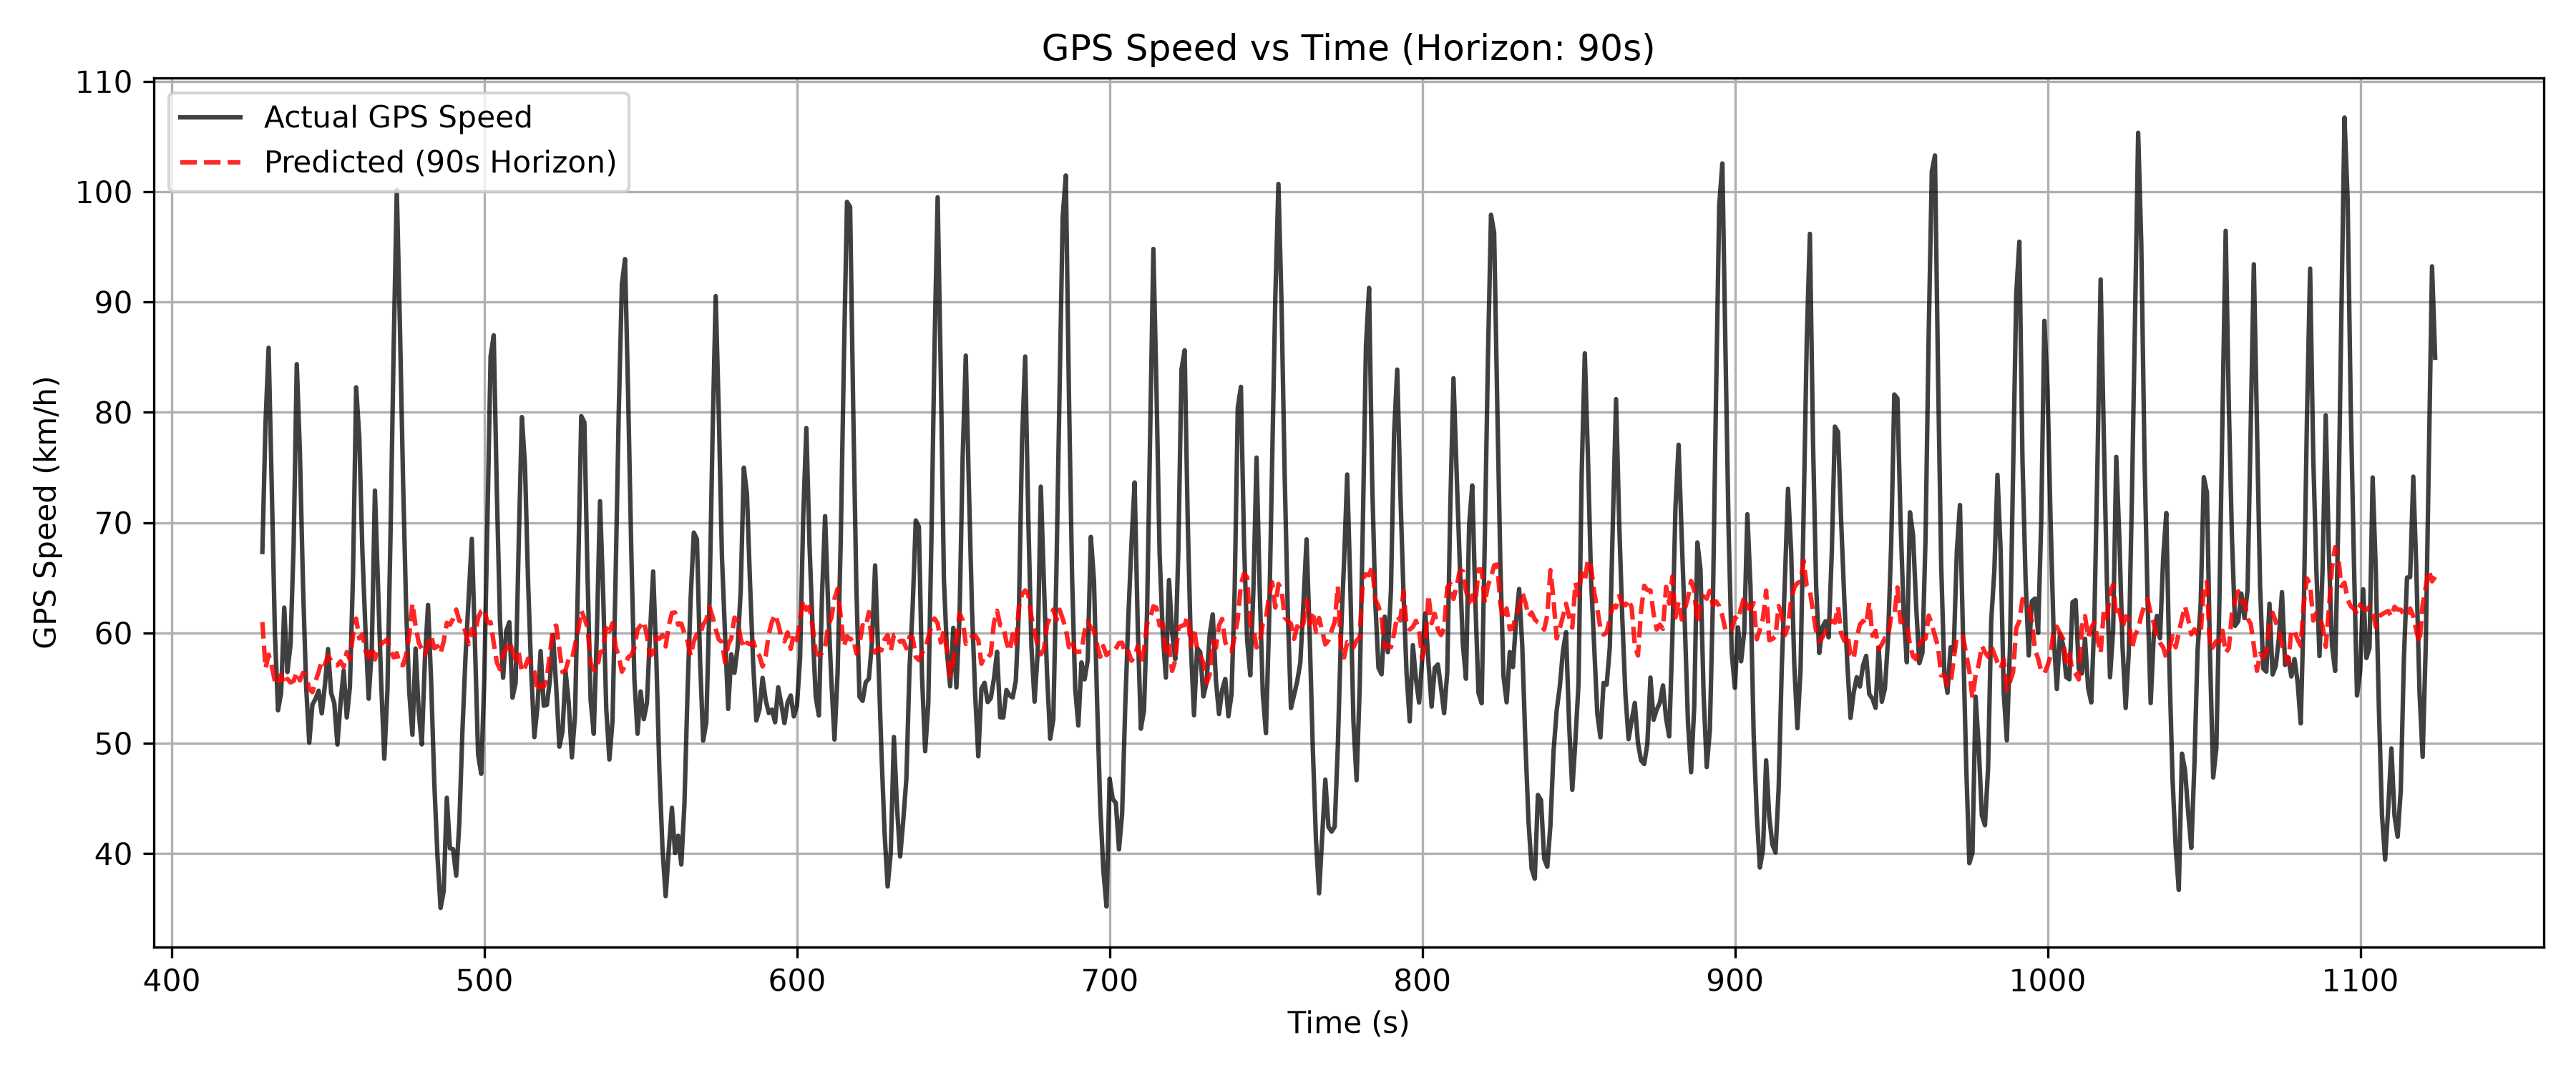 GPS Speed vs Time (Horizon: 90s)
Actual GPS Speed
Predicted (90s Horizon)
GPS Speed (km/h)
110
100
90
80
70
60
50
40
400 500 600 700 800 900 1000 1100
Time (s)